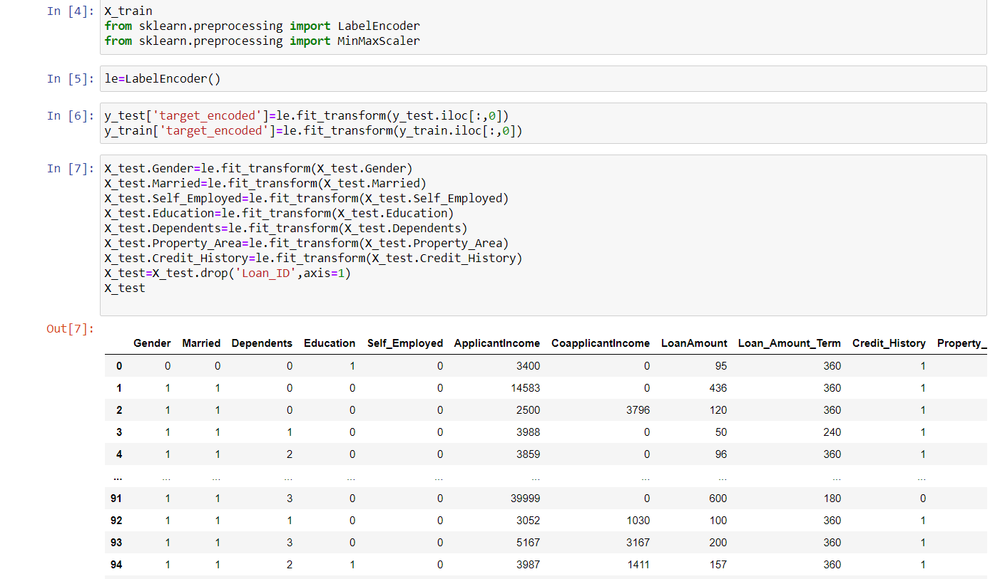 In [4]: X_train
from sklearn.preprocessing import LabelEncoder
from sklearn.preprocessing import MinMaxScaler
In [5]: le=LabelEncoder()
In [6]: y_test['target_encoded']=le.fit_transform(y_test.iloc[:,0])
y_train['target_encoded']=le.fit_transform(y_train.iloc[:,0])
In [7]: X_test.Gender=le.fit_transform(X_test.Gender)
X_test.Married=le.fit_transform(X_test.Married)
X_test.Self_Employed=le.fit_transform(X_test.Self_Employed)
X_test.Education=le.fit_transform(X_test.Education)
X_test.Dependents=le.fit_transform(X_test.Dependents)
X_test.Property_Area=le.fit_transform(X_test.Property_Area)
X_test.Credit_History=le.fit_transform(X_test.Credit_History)
X_test=X_test.drop('Loan_ID',axis=1)
X_test
Out[7]:
Gender Married Dependents Education Self_Employed ApplicantIncome CoapplicantIncome LoanAmount Loan_Amount_Term Credit_History Property_
0 0 0 0 1 0 3400 0 95 360 1
1 1 1 0 0 0 14583 0 436 360 1
2 1 1 0 0 0 2500 3796 120 360 1
3 1 1 1 0 0 3988 0 50 240 1
4 1 1 2 0 0 3859 0 96 360 1
... ... ... ... ... ... ... ... ... ... ...
91 1 1 3 0 0 39999 0 600 180 0
92 1 1 1 0 0 3052 1030 100 360 1
93 1 1 3 0 0 5167 3167 200 360 1
94 1 1 2 1 0 3987 1411 157 360 1